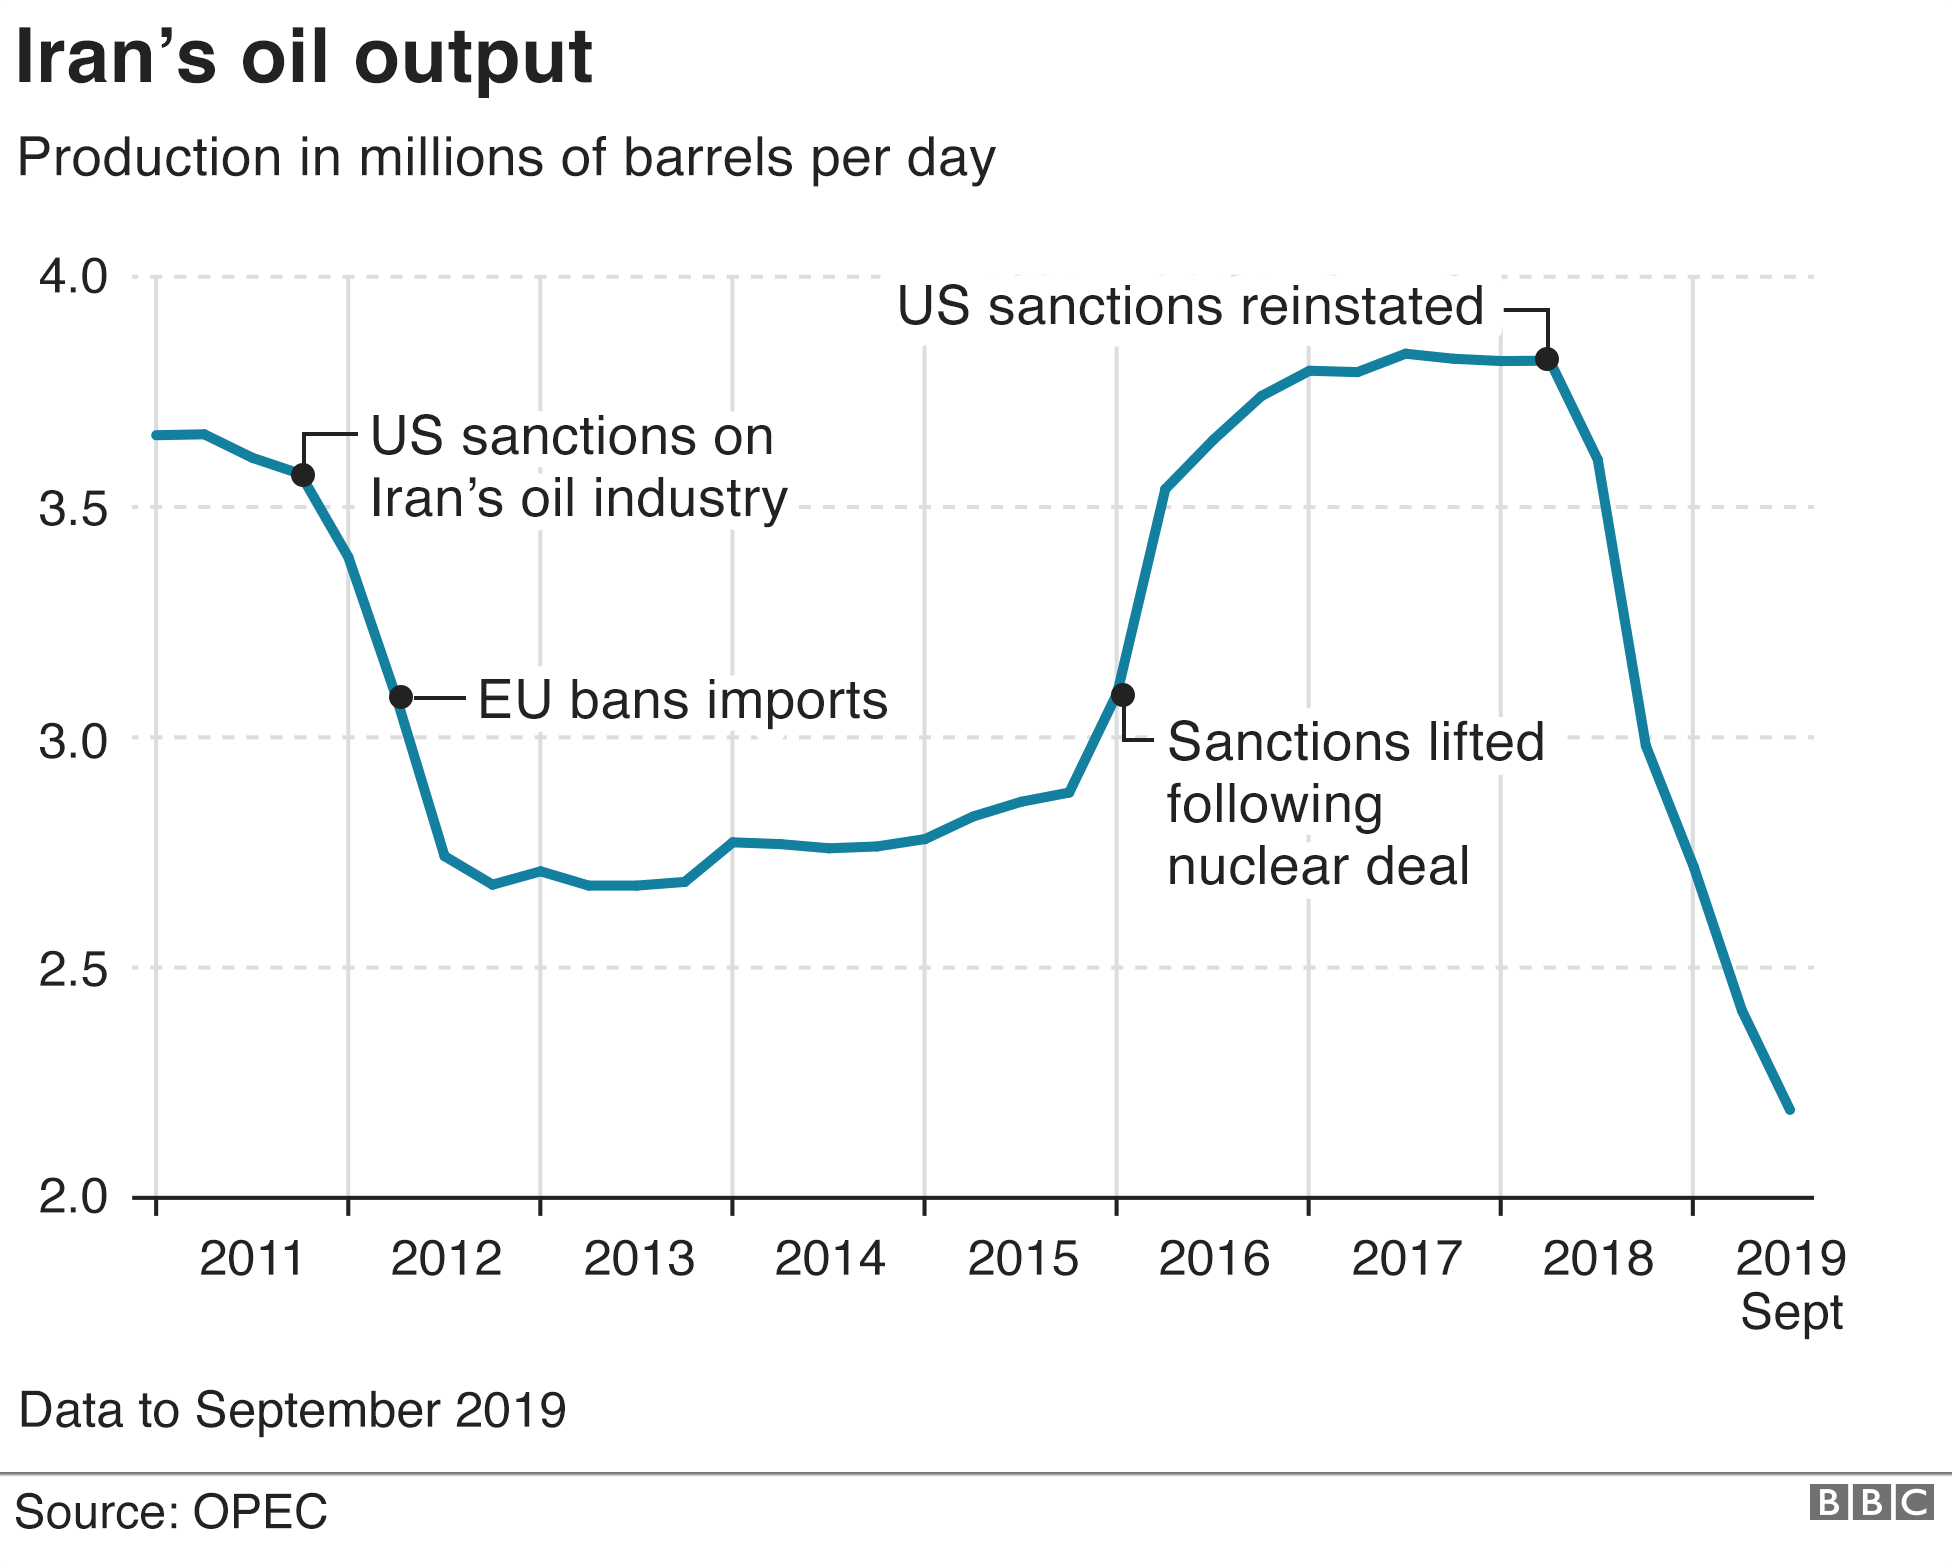 Iran’s oil output
Production in millions of barrels per day
4.0
3.5
3.0
2.5
2.0
US sanctions on
Iran’s oil industry
EU bans imports
US sanctions reinstated
Sanctions lifted
following
nuclear deal
2011
2012
2013
2014
2015
2016
2017
2018
2019
Sept
Data to September 2019
Source: OPEC
BBC